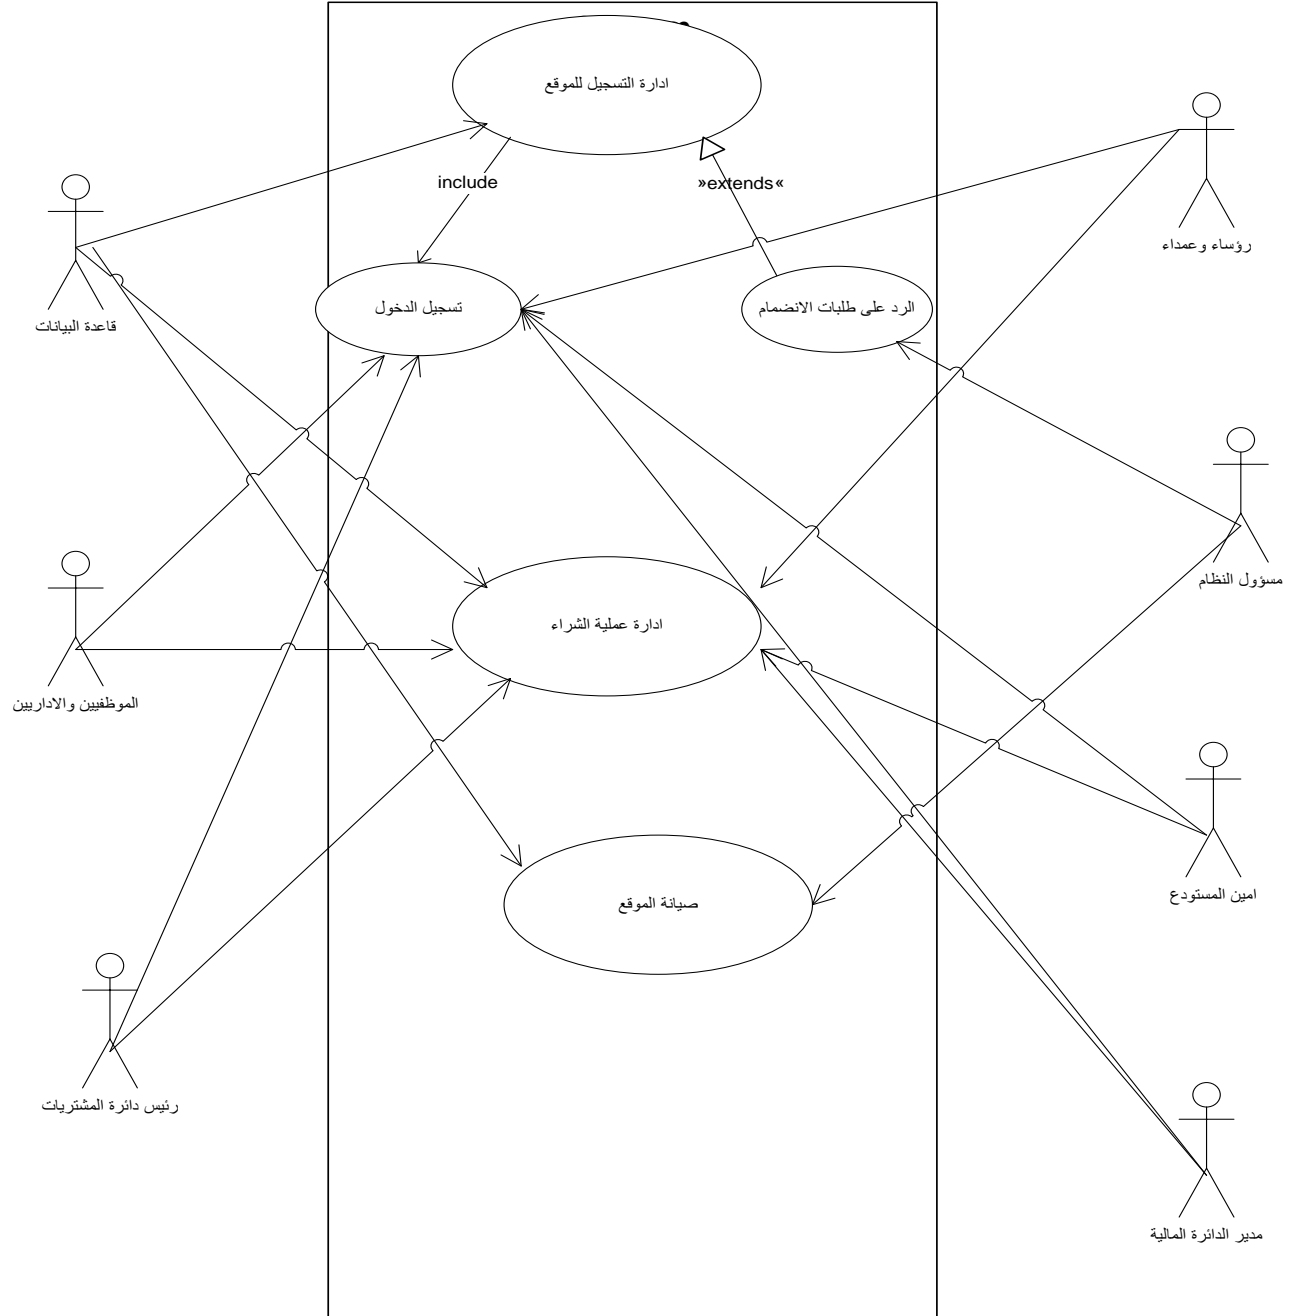 ادارة التسجيل للموقع
include
»extends«
رؤساء وعمداء
قاعدة البيانات
تسجيل الدخول
الرد على طلبات الانضمام
مسؤول النظام
ادارة عملية الشراء
الموظفيين والاداريين
امين المستودع
صيانة الموقع
رئيس دائرة المشتريات
مدير الدائرة المالية